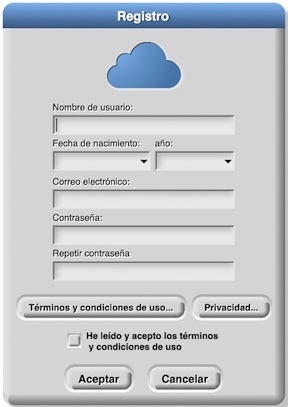 Registro
Nombre de usuario:
Fecha de nacimiento: año:
Correo electrónico:
Contraseña:
Repetir contraseña
Términos y condiciones de uso... Privacidad...
He leído y acepto los términos
y condiciones de uso
Aceptar Cancelar